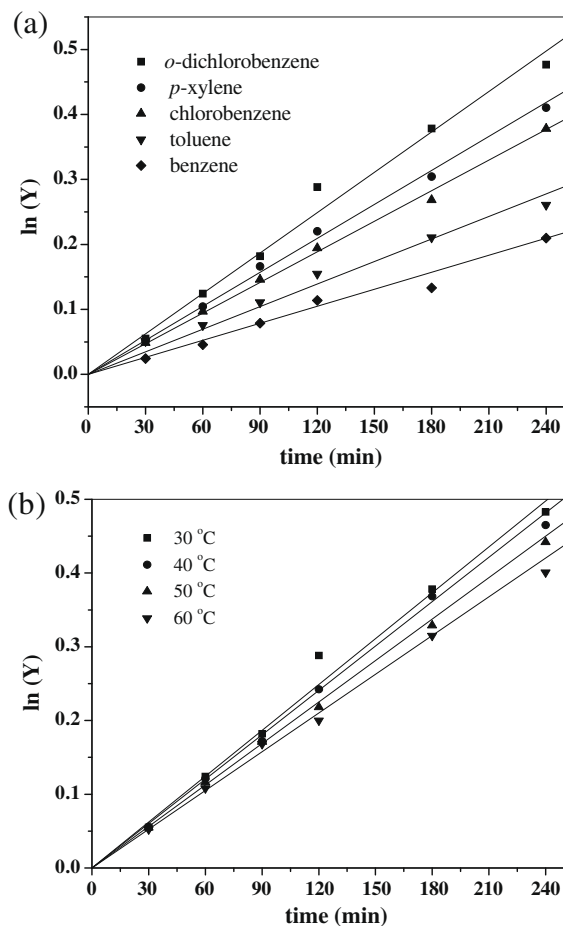 (a)
0.5
0.4
0.3
0.2
0.1
0.0
ln (Y)
o-dichlorobenzene
p-xylene
chlorobenzene
toluene
benzene
0 30 60 90 120 150 180 210 240
time (min)
(b)
0.5
0.4
0.3
0.2
0.1
0.0
ln (Y)
30 °C
40 °C
50 °C
60 °C
0 30 60 90 120 150 180 210 240
time (min)